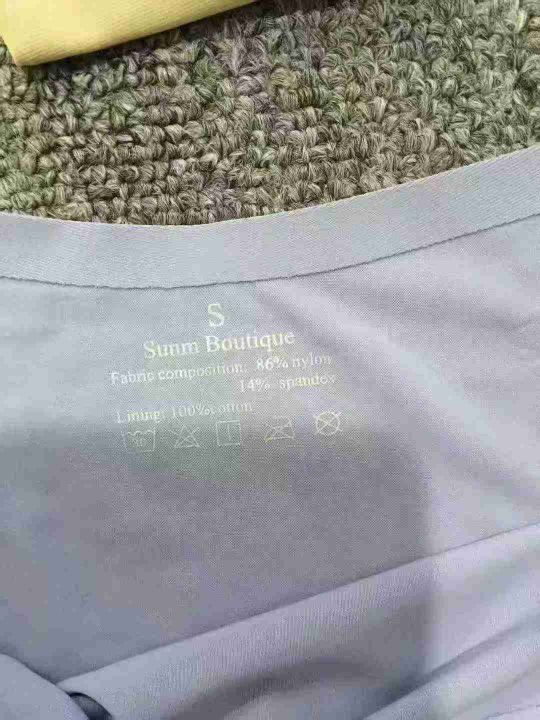 S
Sunm Boutique
Fabric composition: 86% nylon
14% spandex
Lining: 100%cotton